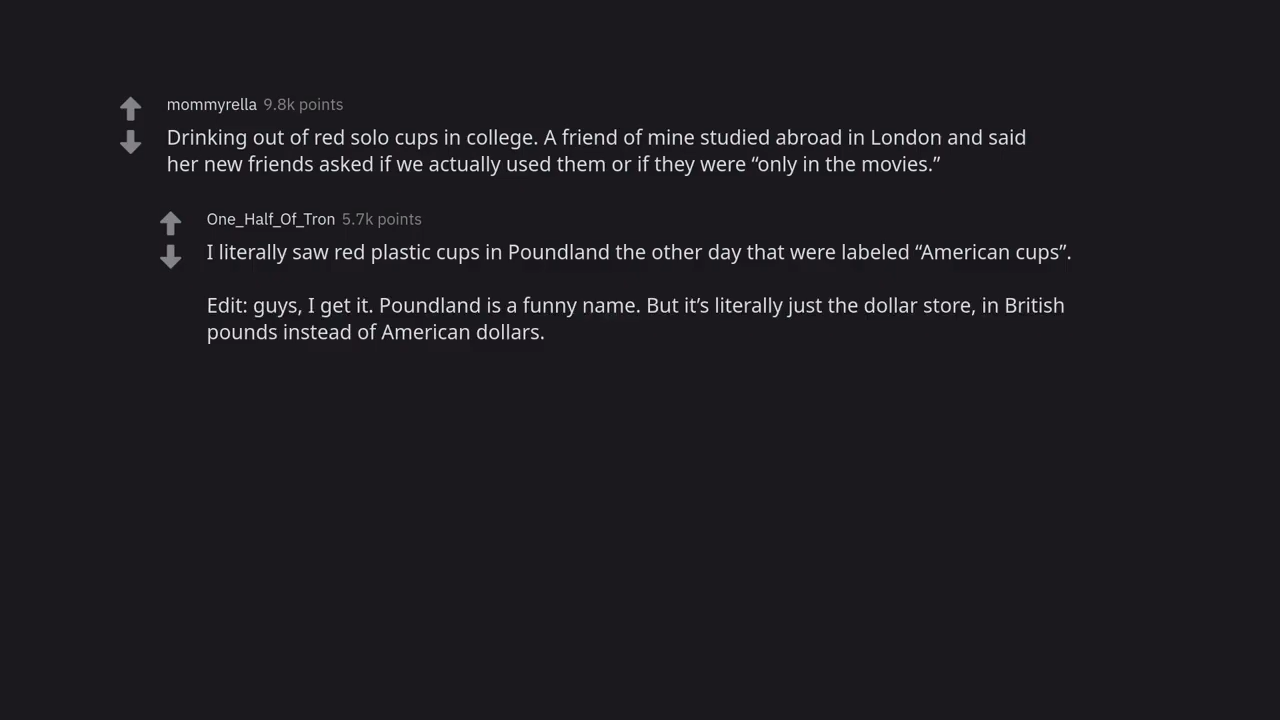 mommyrella 9.8k points
Drinking out of red solo cups in college. A friend of mine studied abroad in London and said
her new friends asked if we actually used them or if they were “only in the movies.”
One_Half_Of_Tron 5.7k points
I literally saw red plastic cups in Poundland the other day that were labeled “American cups”.
Edit: guys, I get it. Poundland is a funny name. But it’s literally just the dollar store, in British
pounds instead of American dollars.